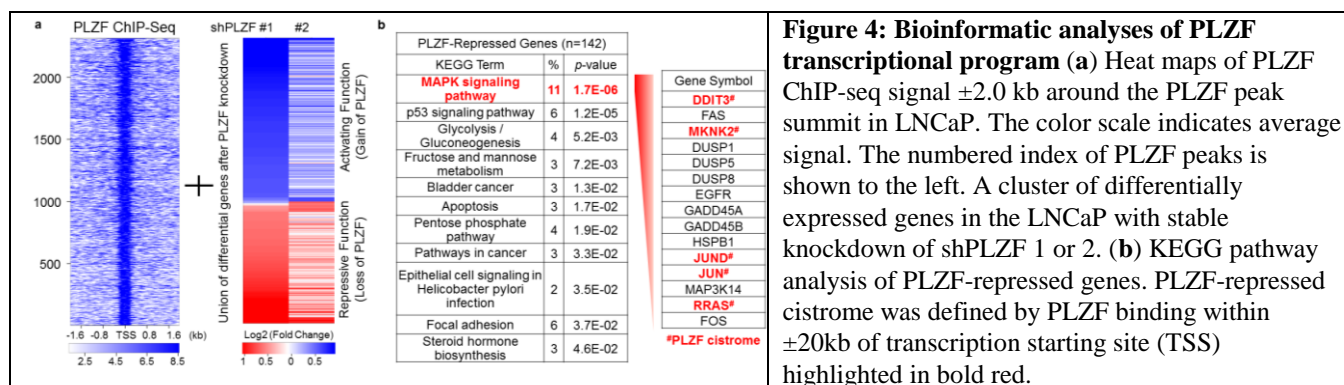 a
PLZF ChIP-Seq
shPLZF #1 #2
2000
1500
1000
500
-1.6 -0.8 TSS 0.8 1.6 (kb)
2.5 4.5 6.5 8.5
+
Union of differential genes after PLZF knockdown
Activating Function
(Gain of PLZF)
Repressive Function
(Loss of PLZF)
Log2 (Fold Change)
1 0.5 0 0.5
b
PLZF-Repressed Genes (n=142)
KEGG Term % p-value
MAPK signaling
pathway 11 1.7E-06
p53 signaling pathway 6 1.2E-05
Glycolysis /
Gluconeogenesis 4 5.2E-03
Fructose and mannose
metabolism 3 7.2E-03
Bladder cancer 3 1.3E-02
Apoptosis 3 1.7E-02
Pentose phosphate
pathway 4 1.9E-02
Pathways in cancer 3 3.3E-02
Epithelial cell signaling in
Helicobacter pylori
infection 2 3.5E-02
Focal adhesion 6 3.7E-02
Steroid hormone
biosynthesis 3 4.6E-02
Gene Symbol
DDIT3#
FAS
MKNK2#
DUSP1
DUSP5
DUSP8
EGFR
GADD45A
GADD45B
HSPB1
JUND#
JUN#
MAP3K14
RRAS#
FOS
#PLZF cistrome
Figure 4: Bioinformatic analyses of PLZF
transcriptional program (a) Heat maps of PLZF
ChIP-seq signal ±2.0 kb around the PLZF peak
summit in LNCaP. The color scale indicates average
signal. The numbered index of PLZF peaks is
shown to the left. A cluster of differentially
expressed genes in the LNCaP with stable
knockdown of shPLZF 1 or 2. (b) KEGG pathway
analysis of PLZF-repressed genes. PLZF-repressed
cistrome was defined by PLZF binding within
±20kb of transcription starting site (TSS)
highlighted in bold red.